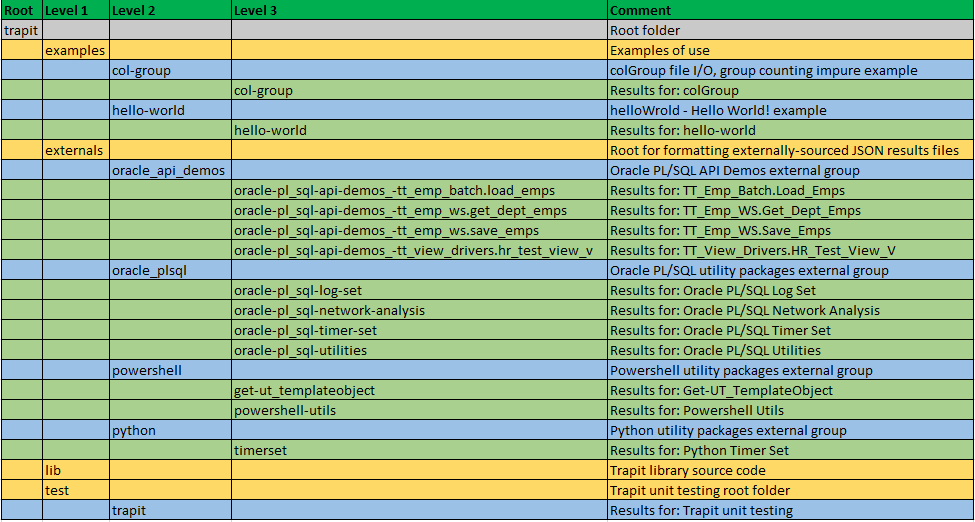 Root Level 1 Level 2 Level 3 Comment
trapit Root folder
examples Examples of use
col-group colGroup file I/O, group counting impure example
col-group Results for: colGroup
hello-world helloWrold - Hello World! example
hello-world Results for: hello-world
externals Root for formatting externally-sourced JSON results files
oracle_api_demos Oracle PL/SQL API Demos external group
oracle-pl_sql-api-demos_-tt_emp_batch.load_emps Results for: TT_Emp_Batch.Load_Emps
oracle-pl_sql-api-demos_-tt_emp_ws.get_dept_emps Results for: TT_Emp_WS.Get_Dept_Emps
oracle-pl_sql-api-demos_-tt_emp_ws.save_emps Results for: TT_Emp_WS.Save_Emps
oracle-pl_sql-api-demos_-tt_view_drivers.hr_test_view_v Results for: TT_View_Drivers.HR_Test_View_V
oracle_plsql Oracle PL/SQL utility packages external group
oracle-pl_sql-log-set Results for: Oracle PL/SQL Log Set
oracle-pl_sql-network-analysis Results for: Oracle PL/SQL Network Analysis
oracle-pl_sql-timer-set Results for: Oracle PL/SQL Timer Set
oracle-pl_sql-utilities Results for: Oracle PL/SQL Utilities
powershell Powershell utility packages external group
get-ut_templateobject Results for: Get-UT_TemplateObject
powershell-utils Results for: Powershell Utils
python Python utility packages external group
timerset Results for: Python Timer Set
lib Trapit library source code
test Trapit unit testing root folder
trapit Results for: Trapit unit testing